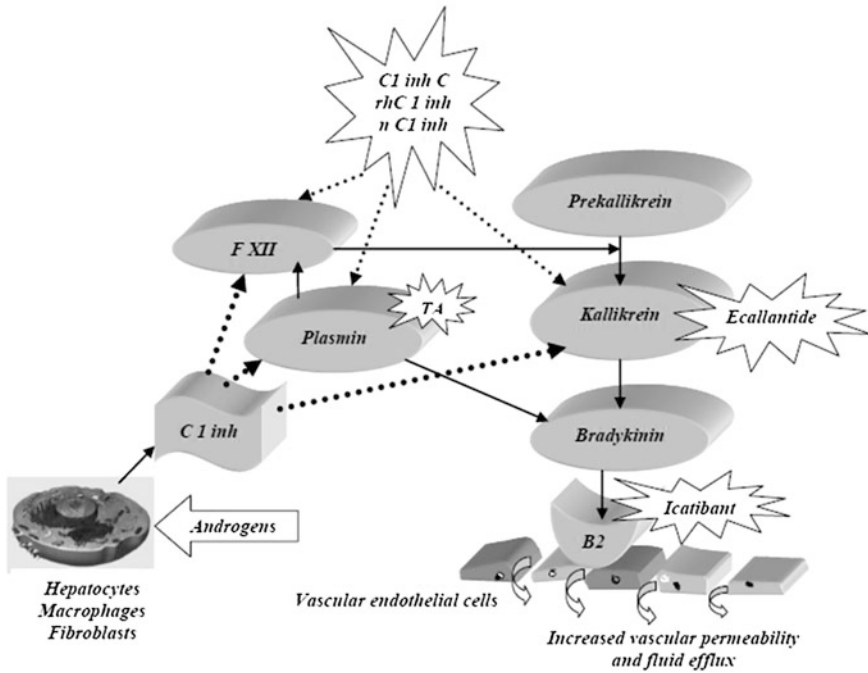 C1 inh C
rhC 1 inh
n C1 inh
Prekallikrein
F XII
TA
Kallikrein
Ecallantide
Plasmin
C 1 inh
Bradykinin
Androgens
Icatibant
B2
Hepatocytes
Macrophages
Fibroblasts
Vascular endothelial cells
Increased vascular permeability
and fluid efflux